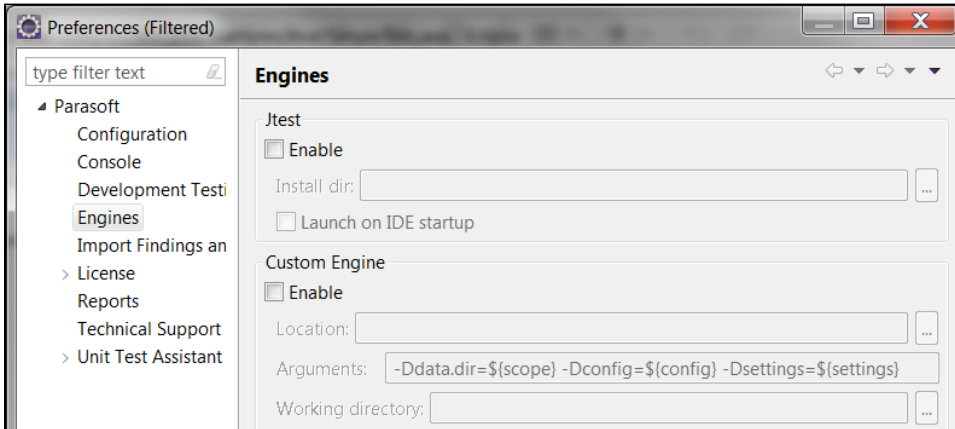 Preferences (Filtered)
type filter text
Parasoft
Configuration
Console
Development Testi
Engines
Import Findings an
License
Reports
Technical Support
Unit Test Assistant
Engines
Jtest
Enable
Install dir:
...
Launch on IDE startup
Custom Engine
Enable
Location:
...
Arguments: -Ddata.dir=${scope} -Dconfig=${config} -Dsettings=${settings}
Working directory:
...